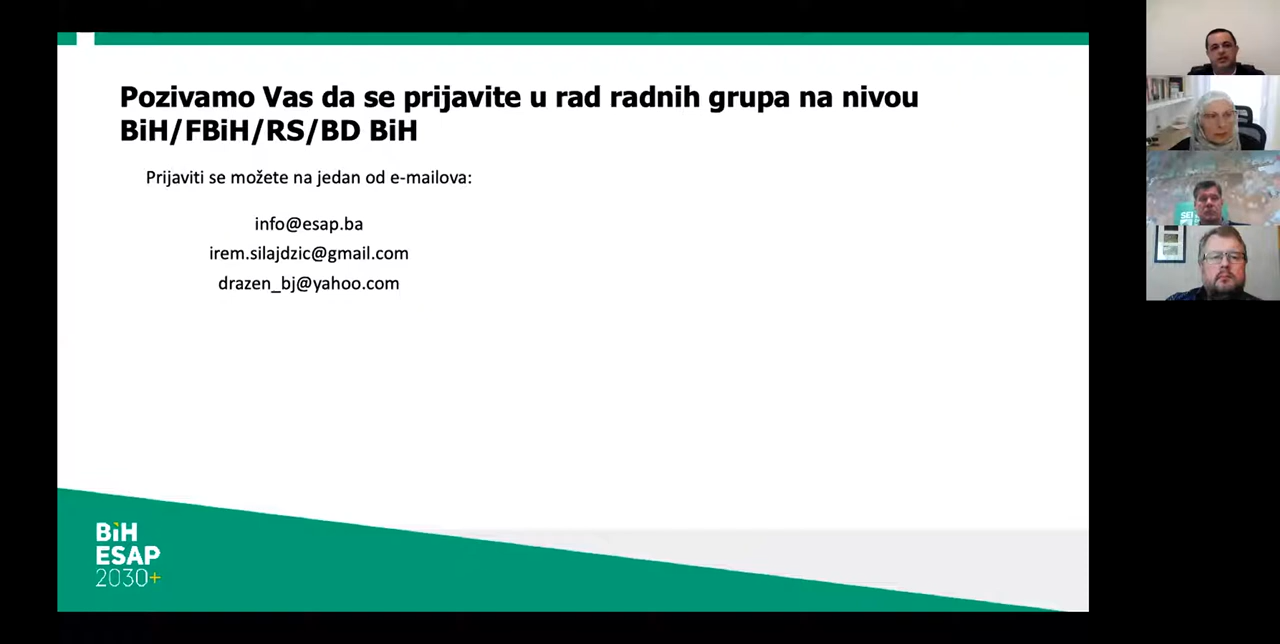 Pozivamo Vas da se prijavite u rad radnih grupa na nivou
BiH/FBiH/RS/BD BiH
Prijaviti se možete na jedan od e-mailova:
info@esap.ba
irem.silajdzic@gmail.com
drazen_bj@yahoo.com
BiH
ESAP
2030+